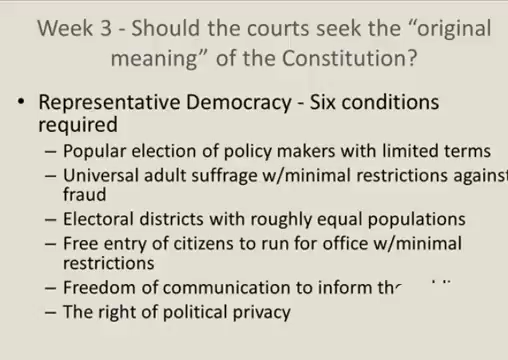 Week 3 - Should the courts seek the “original
meaning” of the Constitution?
• Representative Democracy - Six conditions
required
– Popular election of policy makers with limited terms
– Universal adult suffrage w/minimal restrictions against
fraud
– Electoral districts with roughly equal populations
– Free entry of citizens to run for office w/minimal
restrictions
– Freedom of communication to inform
– The right of political privacy